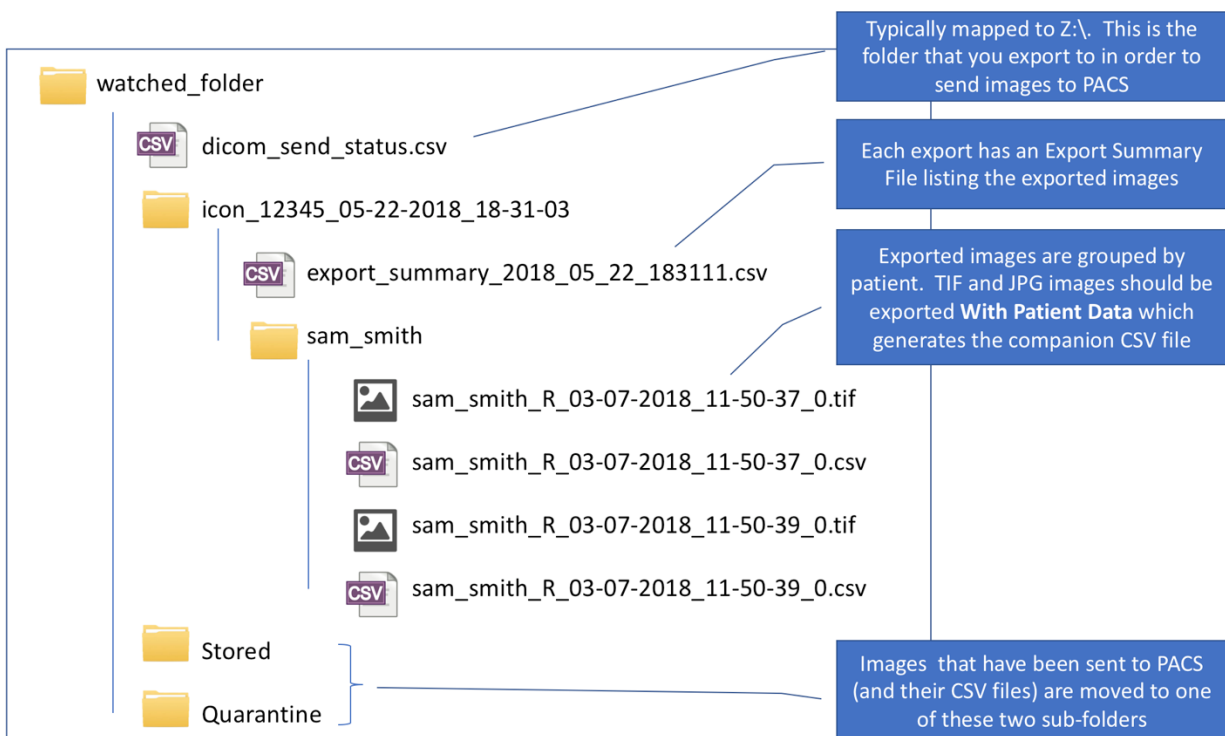 watched_folder
CSV
dicom_send_status.csv
icon_12345_05-22-2018_18-31-03
CSV
export_summary_2018_05_22_183111.csv
sam_smith
sam_smith_R_03-07-2018_11-50-37_0.tif
CSV
sam_smith_R_03-07-2018_11-50-37_0.csv
sam_smith_R_03-07-2018_11-50-39_0.tif
CSV
sam_smith_R_03-07-2018_11-50-39_0.csv
Stored
Quarantine
Typically mapped to Z:\. This is the
folder that you export to in order to
send images to PACS
Each export has an Export Summary
File listing the exported images
Exported images are grouped by
patient. TIF and JPG images should be
exported With Patient Data which
generates the companion CSV file
Images that have been sent to PACS
(and their CSV files) are moved to one
of these two sub-folders